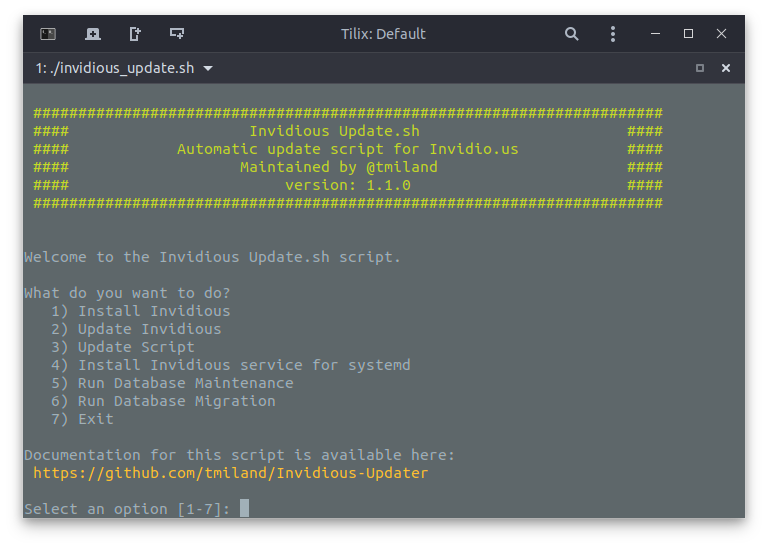 Tilix: Default
1: ./invidious_update.sh
######################################################################
#### Invidious Update.sh ####
#### Automatic update script for Invidio.us ####
#### Maintained by @tmiland ####
#### version: 1.1.0 ####
######################################################################
Welcome to the Invidious Update.sh script.
What do you want to do?
1) Install Invidious
2) Update Invidious
3) Update Script
4) Install Invidious service for systemd
5) Run Database Maintenance
6) Run Database Migration
7) Exit
Documentation for this script is available here:
https://github.com/tmiland/Invidious-Updater
Select an option [1-7]: